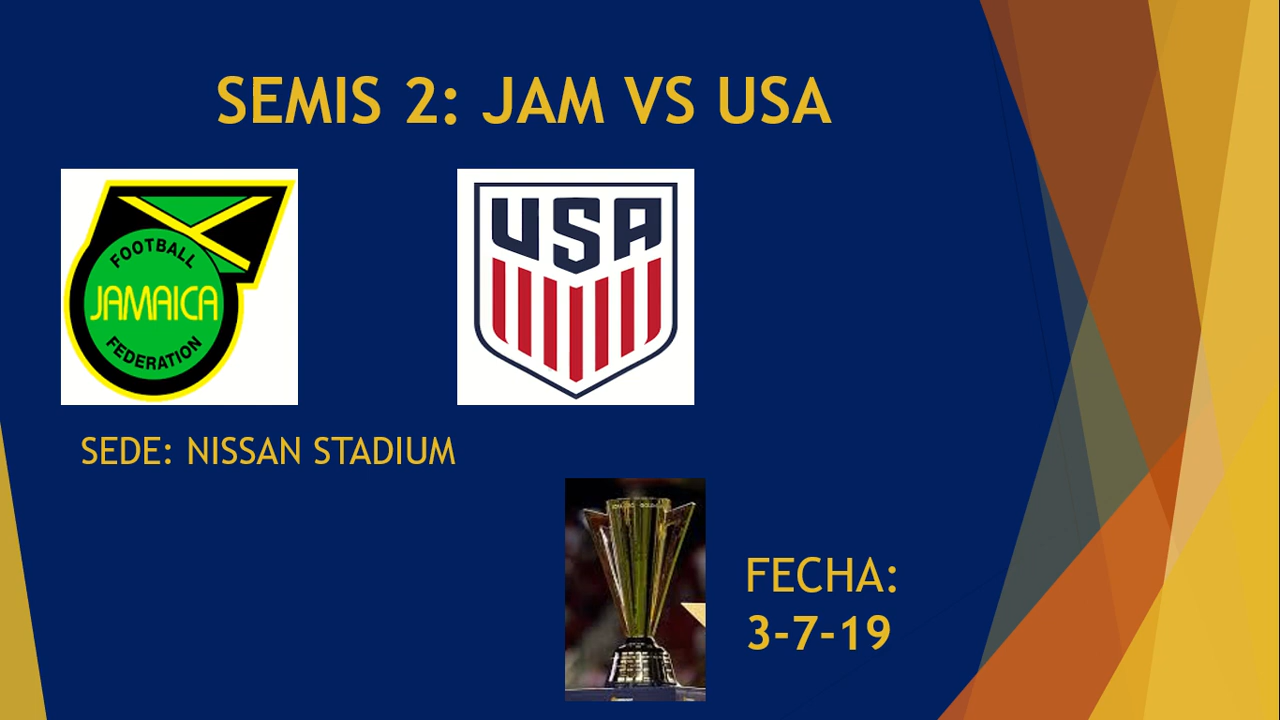 SEMIS 2: JAM VS USA
FOOTBALL
JAMAICA
FEDERATION
USA
SEDE: NISSAN STADIUM
FECHA:
3-7-19